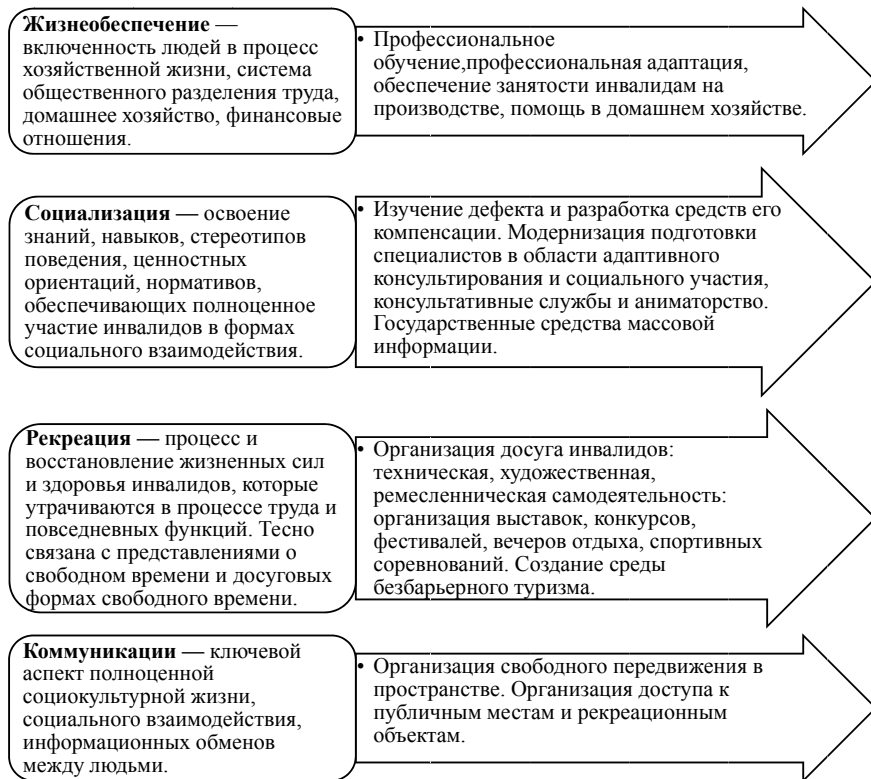 Жизнеобеспечение —
включенность людей в процесс
хозяйственной жизни, система
общественного разделения труда,
домашнее хозяйство, финансовые
отношения.
• Профессиональное
обучение,профессиональная адаптация,
обеспечение занятости инвалидам на
производстве, помощь в домашнем хозяйстве.
Социализация — освоение
знаний, навыков, стереотипов
поведения, ценностных
ориентаций, нормативов,
обеспечивающих полноценное
участие инвалидов в формах
социального взаимодействия.
• Изучение дефекта и разработка средств его
компенсации. Модернизация подготовки
специалистов в области адаптивного
консультирования и социального участия,
консультативные службы и аниматорство.
Государственные средства массовой
информации.
Рекреация — процесс и
восстановление жизненных сил
и здоровья инвалидов, которые
утрачиваются в процессе труда и
повседневных функций. Тесно
связана с представлениями о
свободном времени и досуговых
формах свободного времени.
• Организация досуга инвалидов:
техническая, художественная,
ремесленническая самодеятельность:
организация выставок, конкурсов,
фестивалей, вечеров отдыха, спортивных
соревнований. Создание среды
безбарьерного туризма.
Коммуникации — ключевой
аспект полноценной
социокультурной жизни,
социального взаимодействия,
информационных обменов
между людьми.
• Организация свободного передвижения в
пространстве. Организация доступа к
публичным местам и рекреационным
объектам.